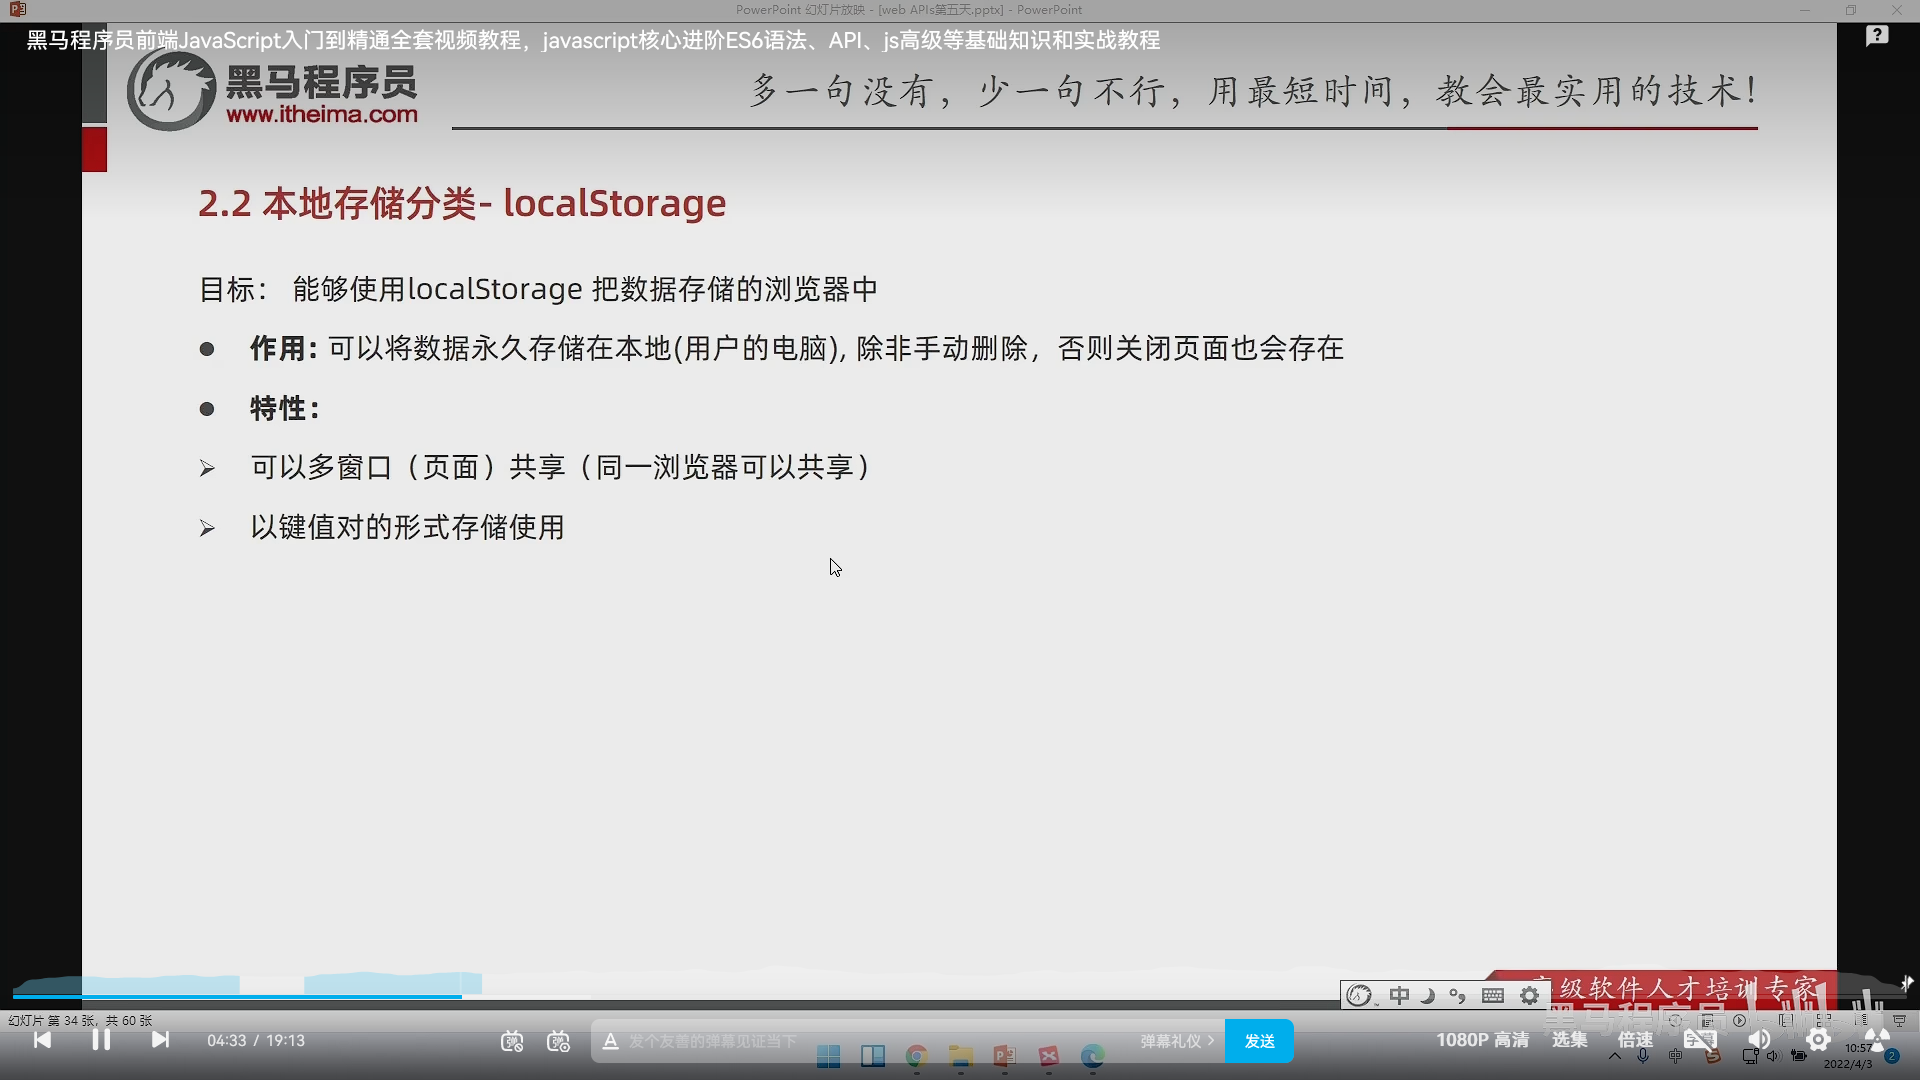 PowerPoint 幻灯片放映 - [web APIs第五天.pptx] - PowerPoint
黑马程序员前端JavaScript入门到精通全套视频教程，javascript核心进阶ES6语法、API、js高级等基础知识和实战教程
黑马程序员
www.itheima.com
多一句没有，少一句不行，用最短时间，教会最实用的技术！
2.2 本地存储分类- localStorage
目标： 能够使用localStorage 把数据存储的浏览器中
● 作用: 可以将数据永久存储在本地(用户的电脑), 除非手动删除，否则关闭页面也会存在
● 特性：
➢ 可以多窗口（页面）共享（同一浏览器可以共享）
➢ 以键值对的形式存储使用
中
级软件人才培训专家
黑马程序员
幻灯片 第 34 张，共 60 张
04:33 / 19:13
发个友善的弹幕见证当下
弹幕礼仪 >
发送
1080P 高清
选集
倍速
中
10:57
2022/4/3
2